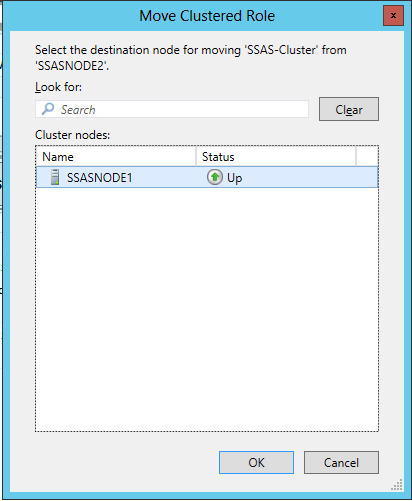 Move Clustered Role
x
Select the destination node for moving 'SSAS-Cluster' from
'SSASNODE2'.
Look for:
Search
Clear
Cluster nodes:
Name Status
SSASNODE1 Up
OK Cancel